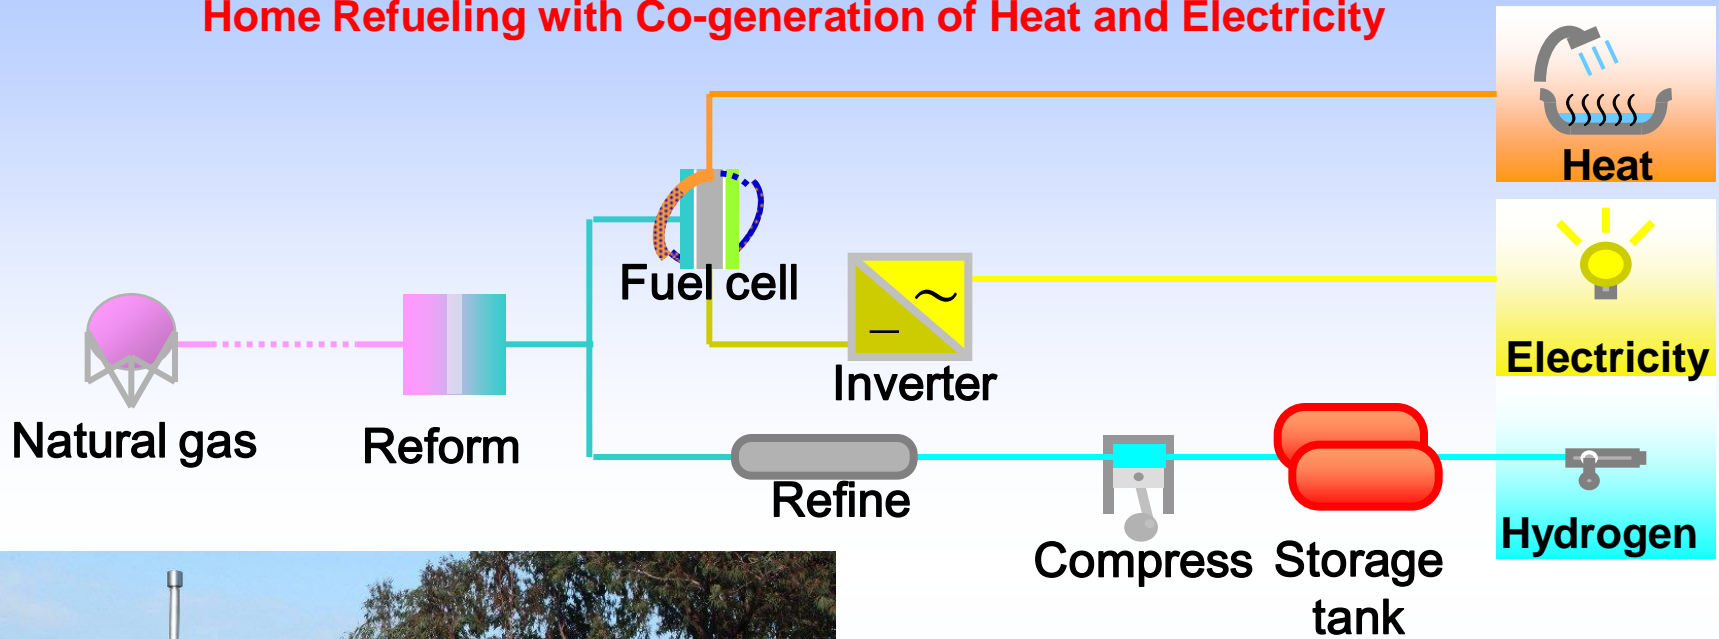 Home Refueling with Co-generation of Heat and Electricity
Heat
Fuel cell
Electricity
Inverter
Natural gas
Reform
Refine
Hydrogen
Compress
Storage
tank